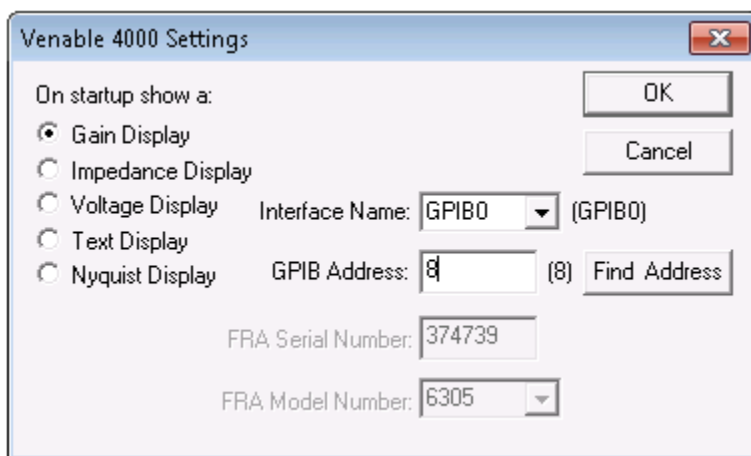 Venable 4000 Settings
On startup show a:
OK
Gain Display
Cancel
Impedance Display
Voltage Display
Interface Name: GPIB0 (GPIB0)
Text Display
Nyquist Display
GPIB Address: 8 (8) Find Address
FRA Serial Number: 374739
FRA Model Number: 6305